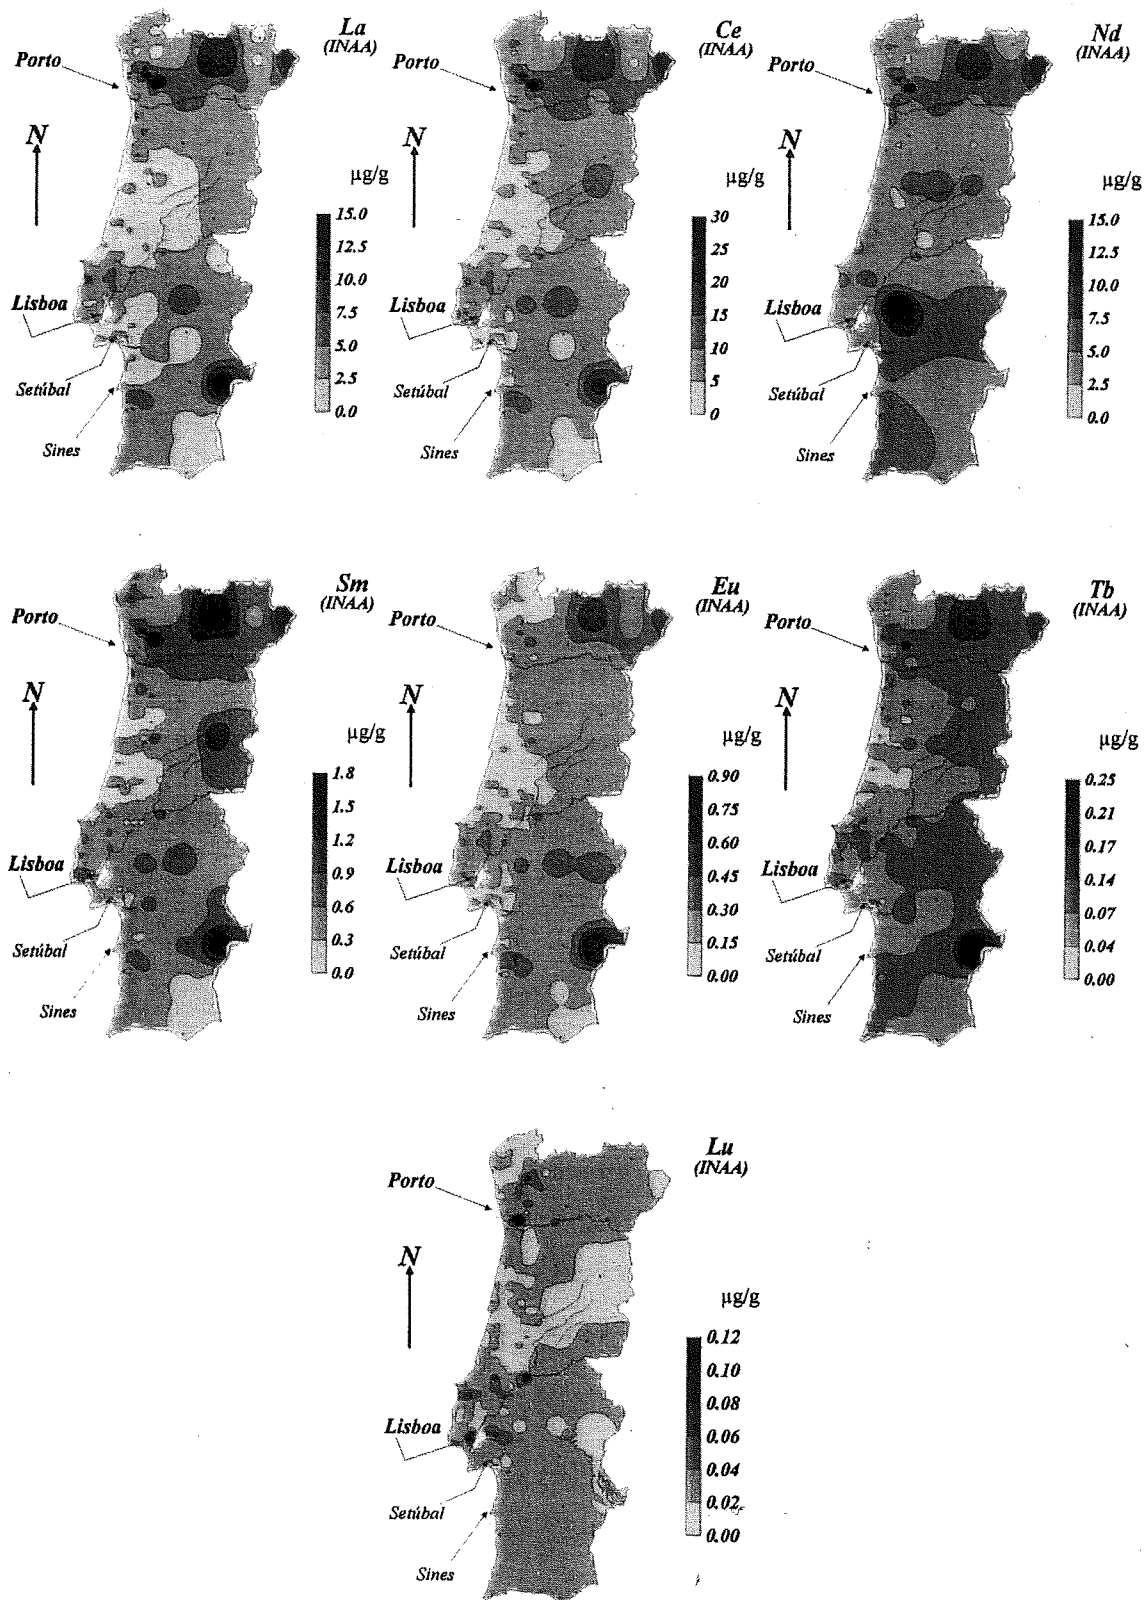 La
(INAA)
Porto
N
µg/g
15.0
12.5
10.0
7.5
5.0
2.5
0.0
Lisboa
Setúbal
Sines
Ce
(INAA)
Porto
N
µg/g
30
25
20
15
10
5
0
Lisboa
Setúbal
Sines
Nd
(INAA)
Porto
N
µg/g
15.0
12.5
10.0
7.5
5.0
2.5
0.0
Lisboa
Setúbal
Sines
Sm
(INAA)
Porto
N
µg/g
1.8
1.5
1.2
0.9
0.6
0.3
0.0
Lisboa
Setúbal
Sines
Eu
(INAA)
Porto
N
µg/g
0.90
0.75
0.60
0.45
0.30
0.15
0.00
Lisboa
Setúbal
Sines
Tb
(INAA)
Porto
N
µg/g
0.25
0.21
0.17
0.14
0.07
0.04
0.00
Lisboa
Setúbal
Sines
Lu
(INAA)
Porto
N
µg/g
0.12
0.10
0.08
0.06
0.04
0.02
0.00
Lisboa
Setúbal
Sines